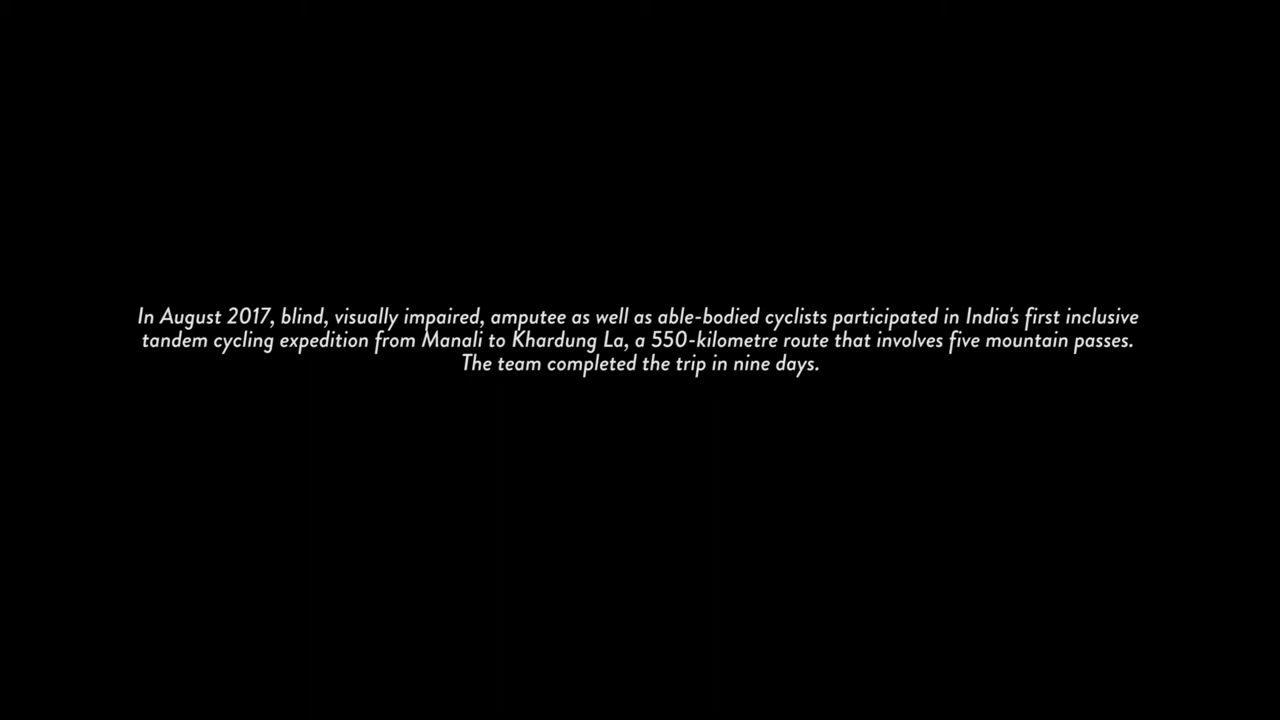 In August 2017, blind, visually impaired, amputee as well as able-bodied cyclists participated in India's first inclusive
tandem cycling expedition from Manali to Khardung La, a 550-kilometre route that involves five mountain passes.
The team completed the trip in nine days.